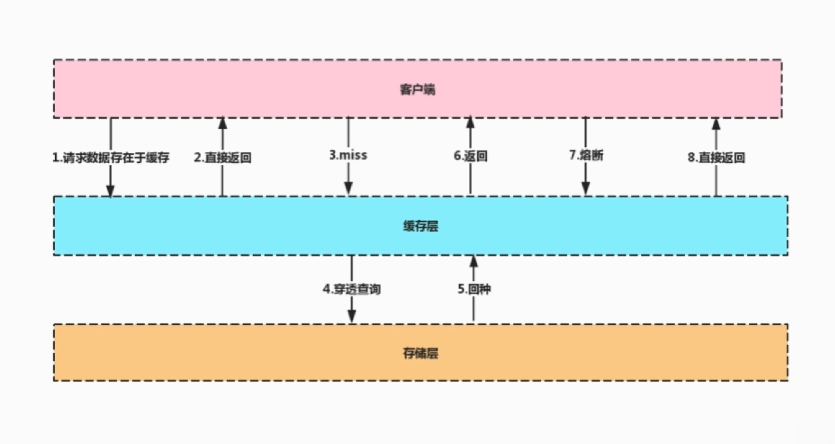 客户端
1.请求数据存在于缓存
2.直接返回
3.miss
6.返回
7.熔断
8.直接返回
缓存层
4.穿透查询
5.回种
存储层